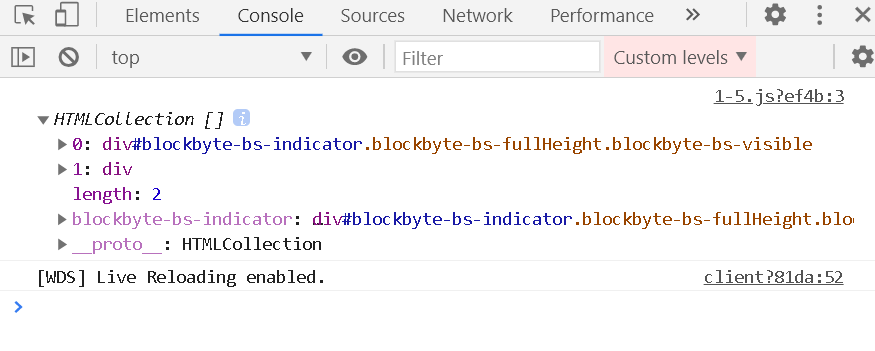 Elements Console Sources Network Performance »
top Filter Custom levels
1-5.js?ef4b:3
HTMLCollection [] i
0: div#blockbyte-bs-indicator.blockbyte-bs-fullHeight.blockbyte-bs-visible
1: div
length: 2
blockbyte-bs-indicator: div#blockbyte-bs-indicator.blockbyte-bs-fullHeight.bloc
__proto__: HTMLCollection
[WDS] Live Reloading enabled. client?81da:52